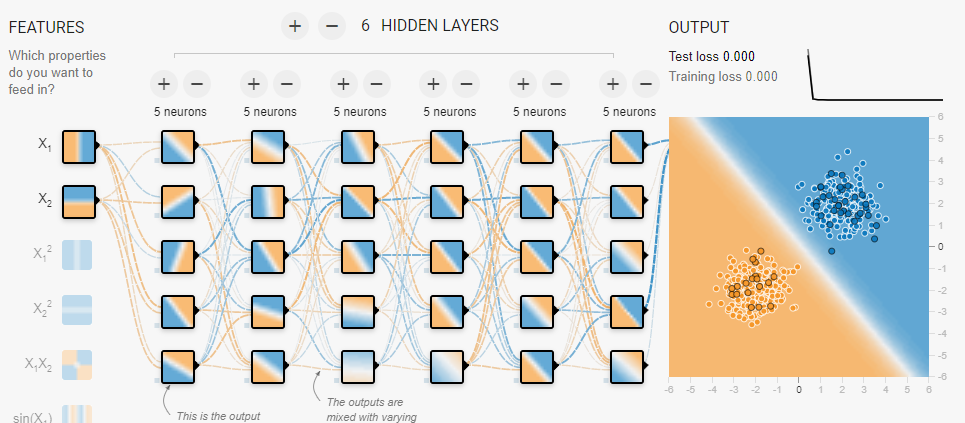 FEATURES
Which properties
do you want to
feed in?
+ − 6 HIDDEN LAYERS
+ − + − + − + − + − + −
5 neurons 5 neurons 5 neurons 5 neurons 5 neurons 5 neurons
X₁
X₂
X₁²
X₂²
X₁X₂
sin(X₁)
This is the output
The outputs are
mixed with varying
OUTPUT
Test loss 0.000
Training loss 0.000
6
5
4
3
2
1
0
-1
-2
-3
-4
-5
-6
-6 -5 -4 -3 -2 -1 0 1 2 3 4 5 6